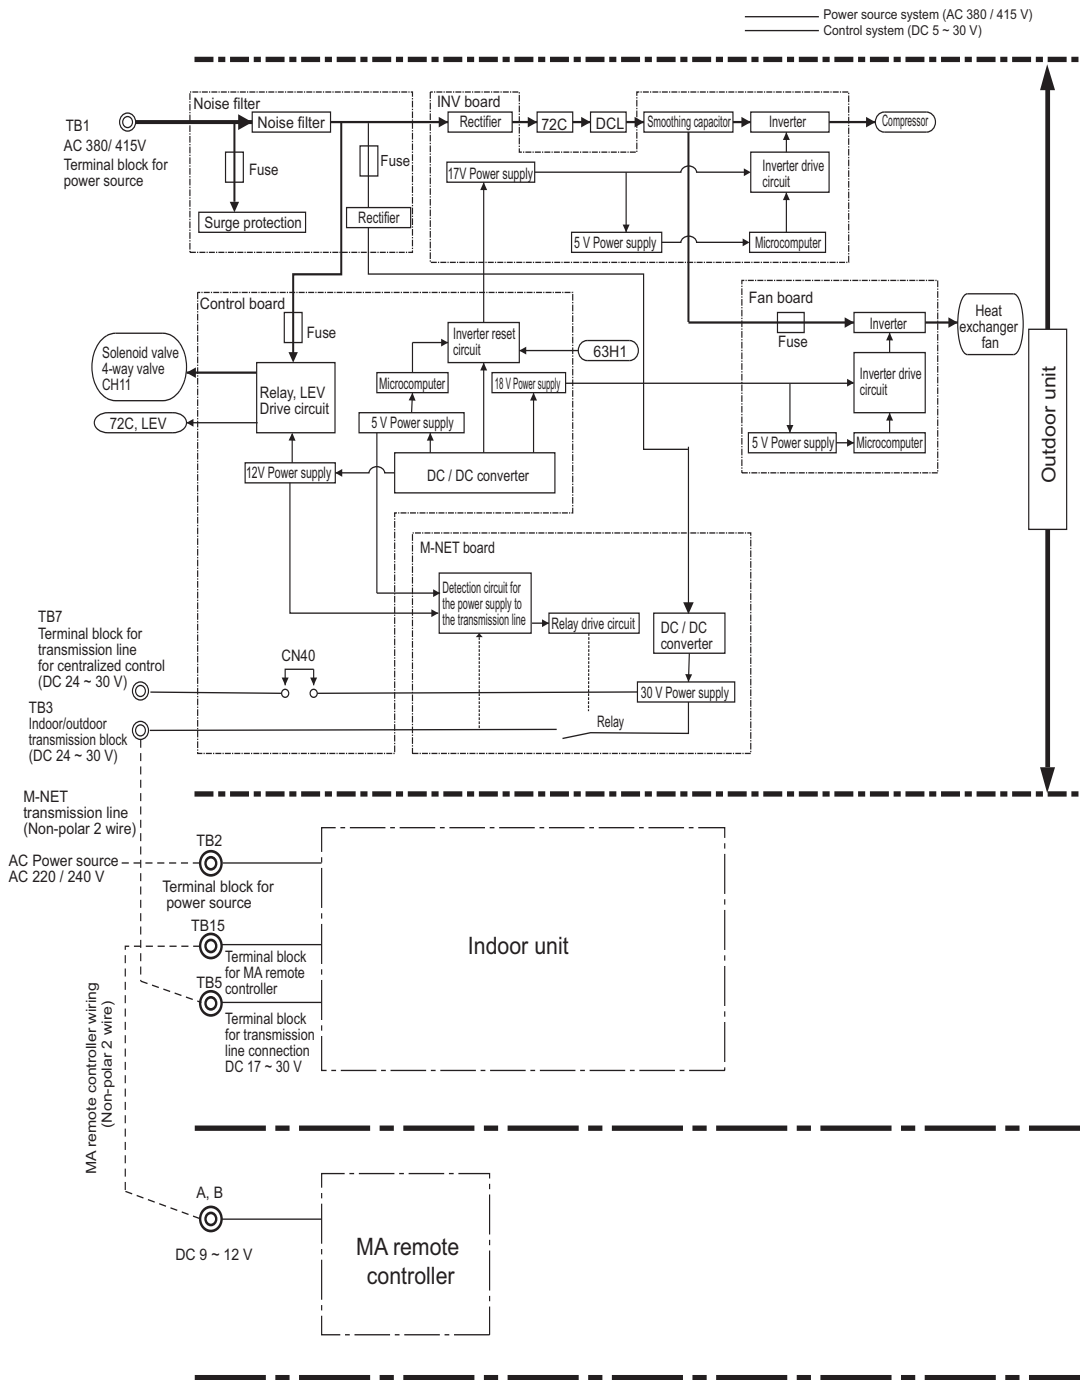 Power source system (AC 380 / 415 V)
Control system (DC 5 ~ 30 V)
Noise filter
INV board
TB1
AC 380/ 415V
Terminal block for
power source
Noise filter
Rectifier
72C
DCL
Smoothing capacitor
Inverter
Compressor
Fuse
Fuse
17V Power supply
Inverter drive
circuit
Surge protection
Rectifier
5 V Power supply
Microcomputer
Control board
Fuse
Fan board
Fuse
Inverter
Heat
exchanger
fan
Solenoid valve
4-way valve
CH11
Inverter reset
circuit
63H1
Relay, LEV
Drive circuit
Microcomputer
18 V Power supply
Inverter drive
circuit
72C, LEV
5 V Power supply
5 V Power supply
Microcomputer
12V Power supply
DC / DC converter
Outdoor unit
M-NET board
Detection circuit for
the power supply to
the transmission line
Relay drive circuit
DC / DC
converter
TB7
Terminal block for
transmission line
for centralized control
(DC 24 ~ 30 V)
CN40
30 V Power supply
TB3
Indoor/outdoor
transmission block
(DC 24 ~ 30 V)
Relay
M-NET
transmission line
(Non-polar 2 wire)
AC Power source
AC 220 / 240 V
TB2
Terminal block for
power source
TB15
Terminal block
for MA remote
controller
TB5
Terminal block
for transmission
line connection
DC 17 ~ 30 V
Indoor unit
MA remote controller wiring
(Non-polar 2 wire)
A, B
DC 9 ~ 12 V
MA remote
controller